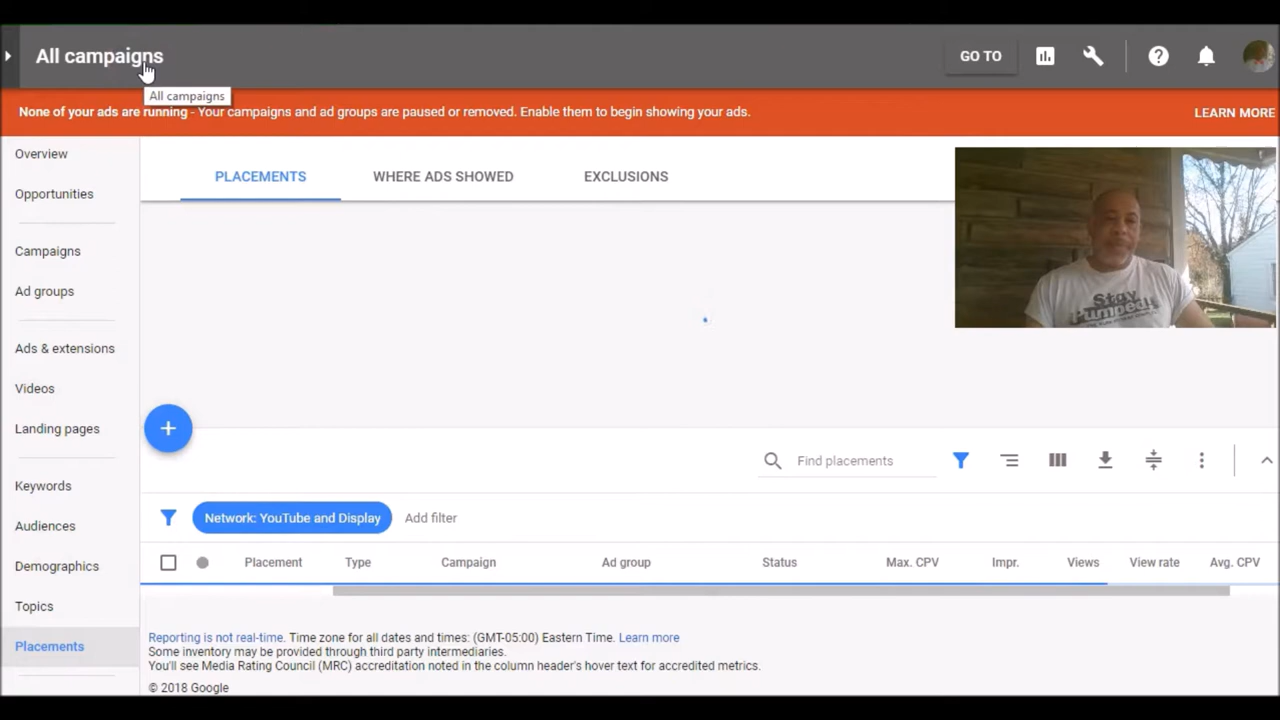 All campaigns
GO TO
All campaigns
None of your ads are running - Your campaigns and ad groups are paused or removed. Enable them to begin showing your ads.
LEARN MORE
Overview
Opportunities
Campaigns
Ad groups
Ads & extensions
Videos
Landing pages
Keywords
Audiences
Demographics
Topics
Placements
PLACEMENTS WHERE ADS SHOWED EXCLUSIONS
Stay
Pumped!
+
Find placements
Network: YouTube and Display Add filter
Placement Type Campaign Ad group Status Max. CPV Impr. Views View rate Avg. CPV
Reporting is not real-time. Time zone for all dates and times: (GMT-05:00) Eastern Time. Learn more
Some inventory may be provided through third party intermediaries.
You'll see Media Rating Council (MRC) accreditation noted in the column header's hover text for accredited metrics.
© 2018 Google